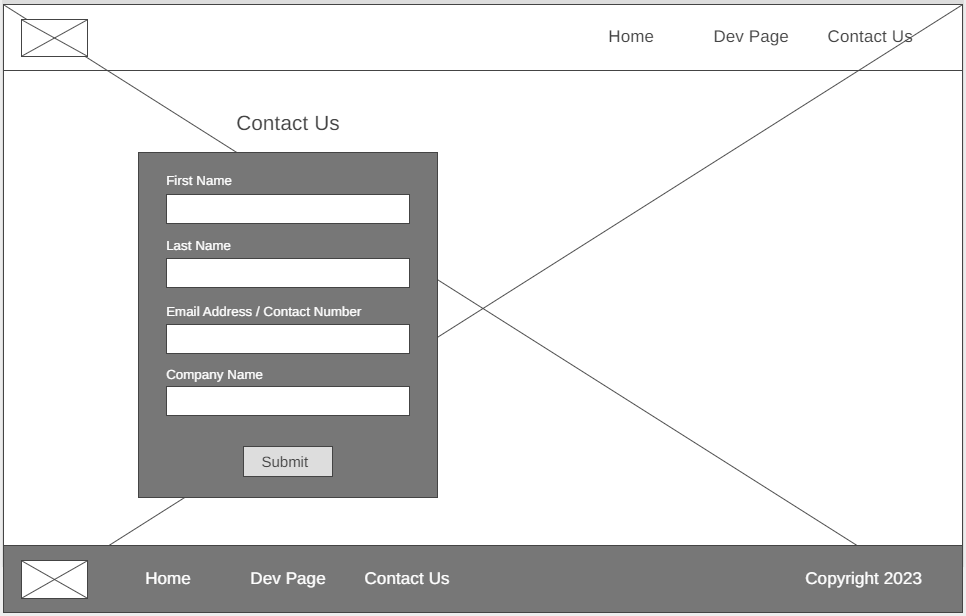 Home Dev Page Contact Us
Contact Us
First Name
Last Name
Email Address / Contact Number
Company Name
Submit
Home Dev Page Contact Us Copyright 2023